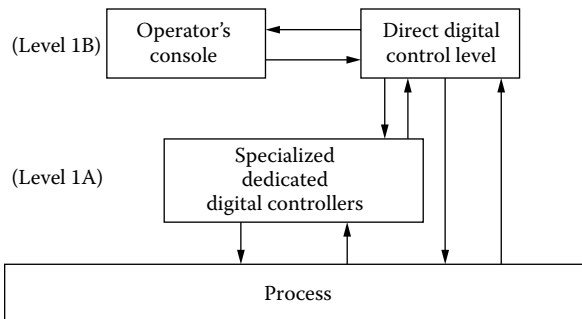 (Level 1B)
Operator’s
console
Direct digital
control level
(Level 1A)
Specialized
dedicated
digital controllers
Process